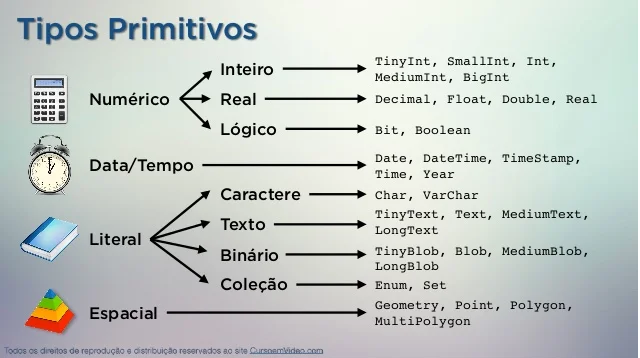 Tipos Primitivos
Numérico
Inteiro
TinyInt, SmallInt, Int,
MediumInt, BigInt
Real
Decimal, Float, Double, Real
Lógico
Bit, Boolean
Data/Tempo
Date, DateTime, TimeStamp,
Time, Year
Literal
Caractere
Char, VarChar
Texto
TinyText, Text, MediumText,
LongText
Binário
TinyBlob, Blob, MediumBlob,
LongBlob
Coleção
Enum, Set
Espacial
Geometry, Point, Polygon,
MultiPolygon
Todos os direitos de reprodução e distribuição reservados ao site CursoemVideo.com